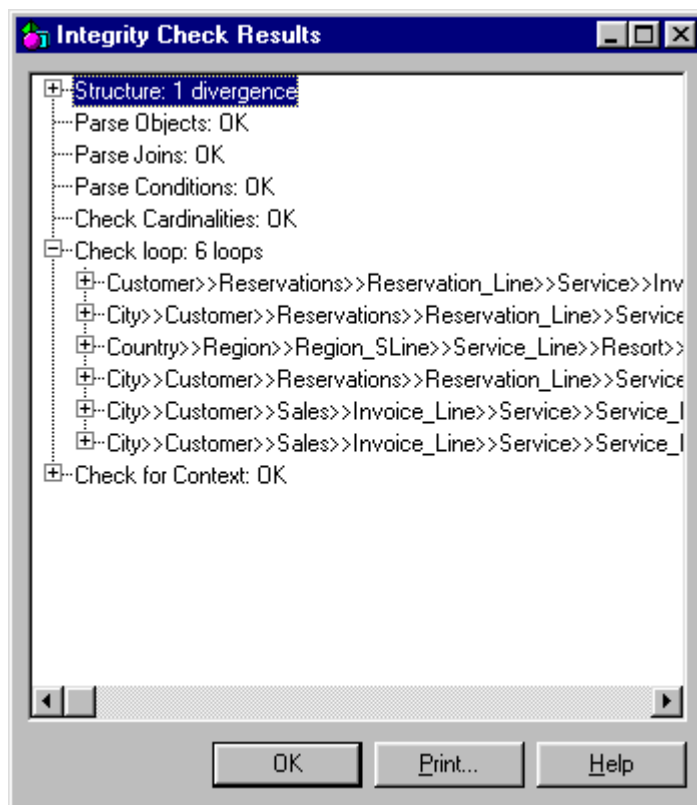 Integrity Check Results
Structure: 1 divergence
Parse Objects: OK
Parse Joins: OK
Parse Conditions: OK
Check Cardinalities: OK
Check loop: 6 loops
Customer>>Reservations>>Reservation_Line>>Service>>Inv
City>>Customer>>Reservations>>Reservation_Line>>Service
Country>>Region>>Region_SLine>>Service_Line>>Resort>>
City>>Customer>>Reservations>>Reservation_Line>>Service
City>>Customer>>Sales>>Invoice_Line>>Service>>Service_
City>>Customer>>Sales>>Invoice_Line>>Service>>Service_
Check for Context: OK
OK Print... Help